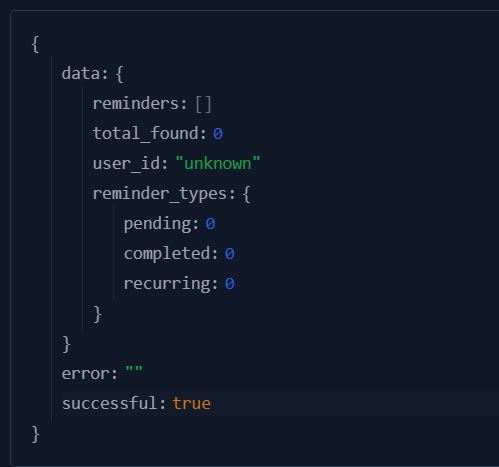 {
data: {
reminders: []
total_found: 0
user_id: "unknown"
reminder_types: {
pending: 0
completed: 0
recurring: 0
}
}
error: ""
successful: true
}